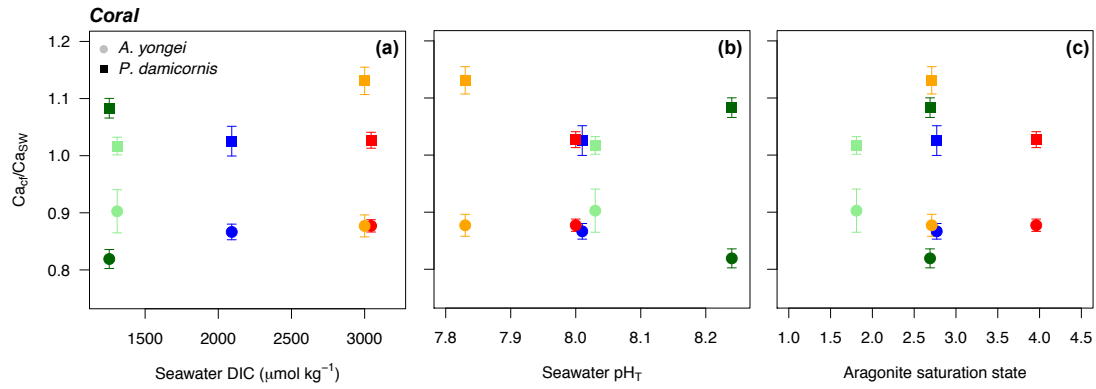 Coral
A. yongei
P. damicornis
(a)
(b)
(c)
1.2
1.1
1.0
0.9
0.8
Ca_cf/Ca_SW
1500 2000 2500 3000
7.8 7.9 8.0 8.1 8.2
1.0 1.5 2.0 2.5 3.0 3.5 4.0 4.5
Seawater DIC (μmol kg⁻¹)
Seawater pH_T
Aragonite saturation state